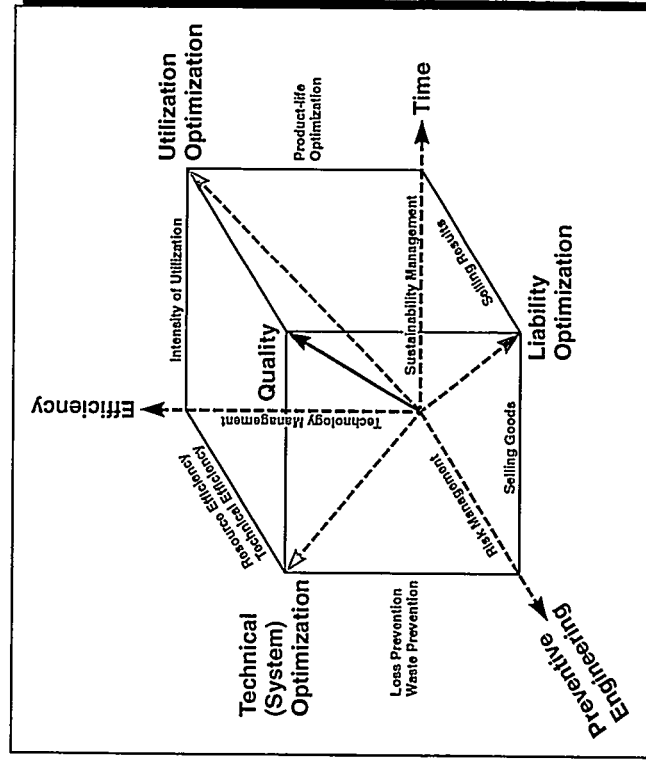 Efficiency
Utilization
Optimization
Intensity of Utilization
Resource Efficiency
Technical Efficiency
Product-life
Optimization
Technology Management
Quality
Technical
(System)
Optimization
Sustainability Management
Time
Loss Prevention
Waste Prevention
Risk Management
Selling Results
Selling Goods
Liability
Optimization
Preventive
Engineering